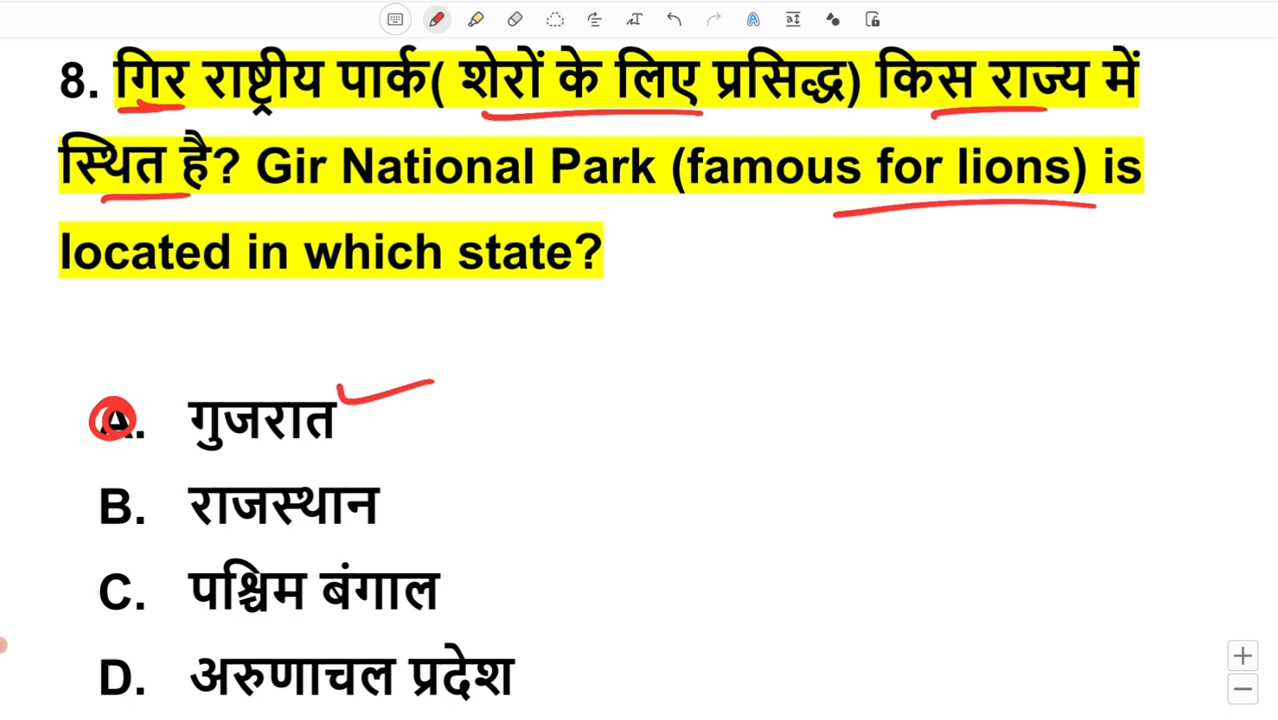 8. गिर राष्ट्रीय पार्क( शेरों के लिए प्रसिद्ध) किस राज्य में
स्थित है? Gir National Park (famous for lions) is
located in which state?
A. गुजरात
B. राजस्थान
C. पश्चिम बंगाल
D. अरुणाचल प्रदेश